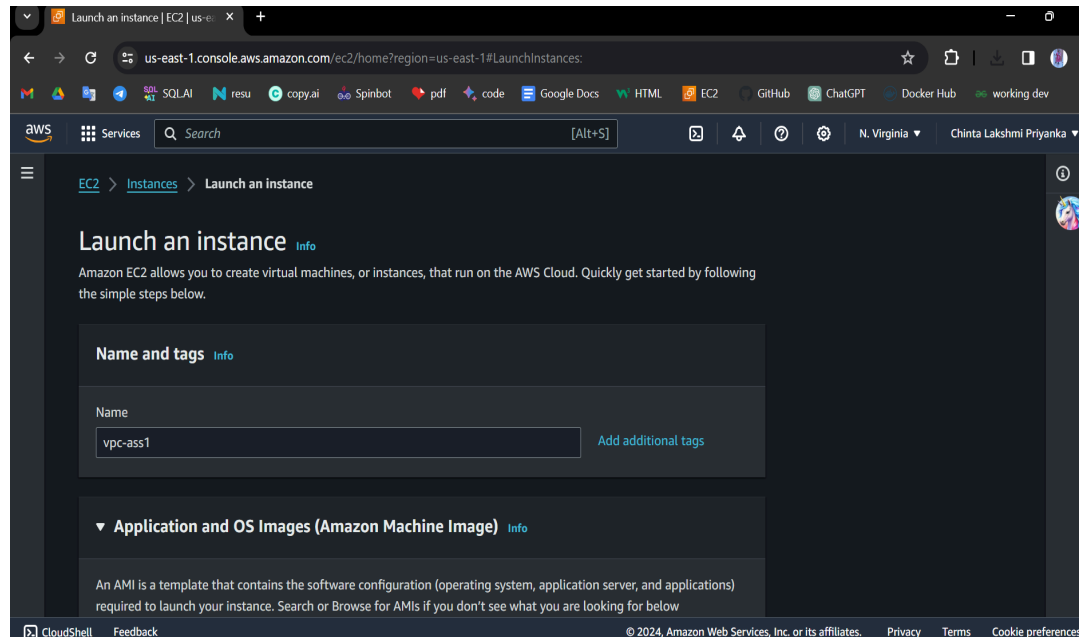 Launch an instance | EC2 | us-ea
us-east-1.console.aws.amazon.com/ec2/home?region=us-east-1#LaunchInstances:
SQL AI SQLAI resu copy.ai Spinbot pdf code Google Docs HTML EC2 GitHub ChatGPT Docker Hub working dev
aws Services Search [Alt+S] N. Virginia Chinta Lakshmi Priyanka
EC2 Instances Launch an instance
Launch an instance Info
Amazon EC2 allows you to create virtual machines, or instances, that run on the AWS Cloud. Quickly get started by following
the simple steps below.
Name and tags Info
Name
vpc-ass1 Add additional tags
Application and OS Images (Amazon Machine Image) Info
An AMI is a template that contains the software configuration (operating system, application server, and applications)
required to launch your instance. Search or Browse for AMIs if you don't see what you are looking for below
CloudShell Feedback © 2024, Amazon Web Services, Inc. or its affiliates. Privacy Terms Cookie preferences